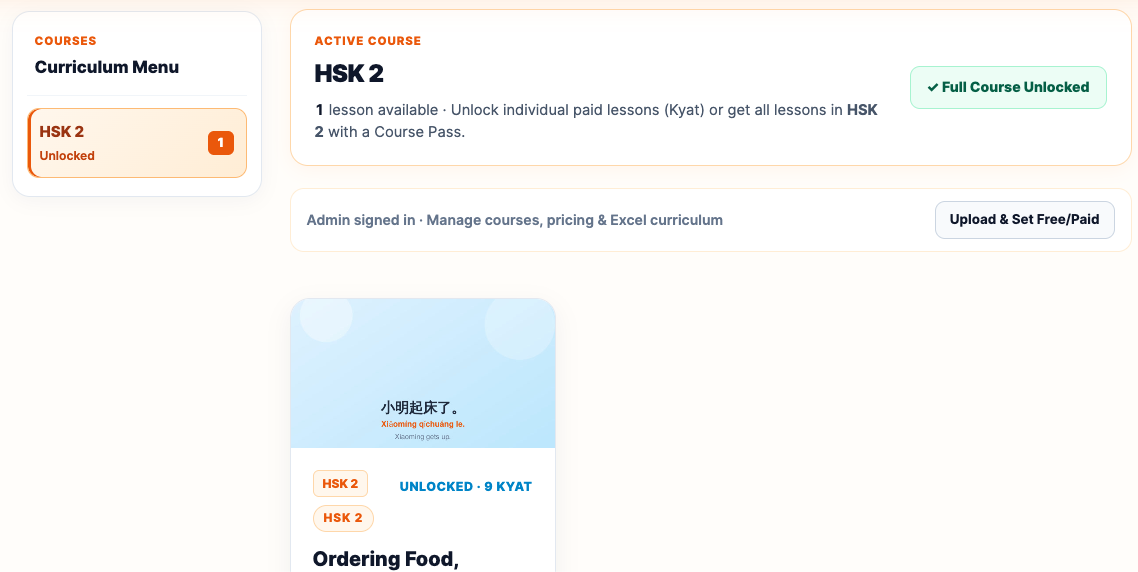 COURSES
Curriculum Menu
HSK 2
Unlocked
1
ACTIVE COURSE
HSK 2
1 lesson available · Unlock individual paid lessons (Kyat) or get all lessons in HSK
2 with a Course Pass.
✓ Full Course Unlocked
Admin signed in · Manage courses, pricing & Excel curriculum
Upload & Set Free/Paid
小明起床了。
Xiǎomíng qǐchuáng le.
Xiaoming gets up.
HSK 2
UNLOCKED · 9 KYAT
HSK 2
Ordering Food,